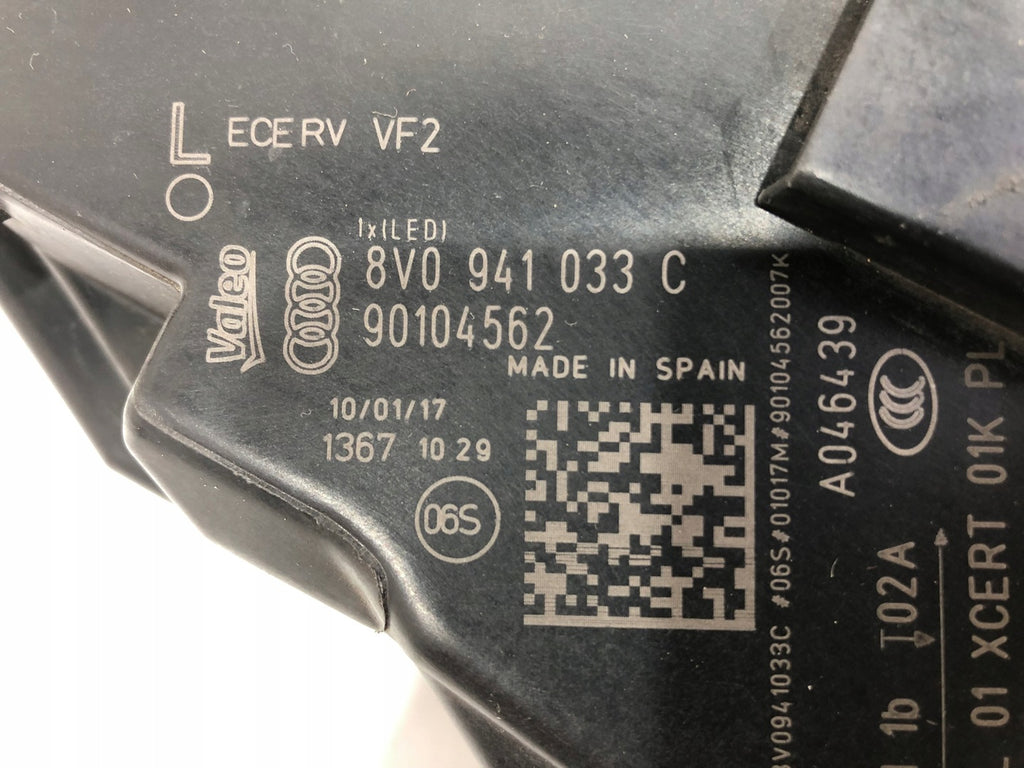 L
ECE RV VF2
1x(LED)
Valeo
8V0 941 033 C
90104562
MADE IN SPAIN
10/01/17
1367 10 29
06S
8V0941033C #06S#01017M#90104562007K
A046439
CCC
1b T02A
L 01 XCERT 01K PL